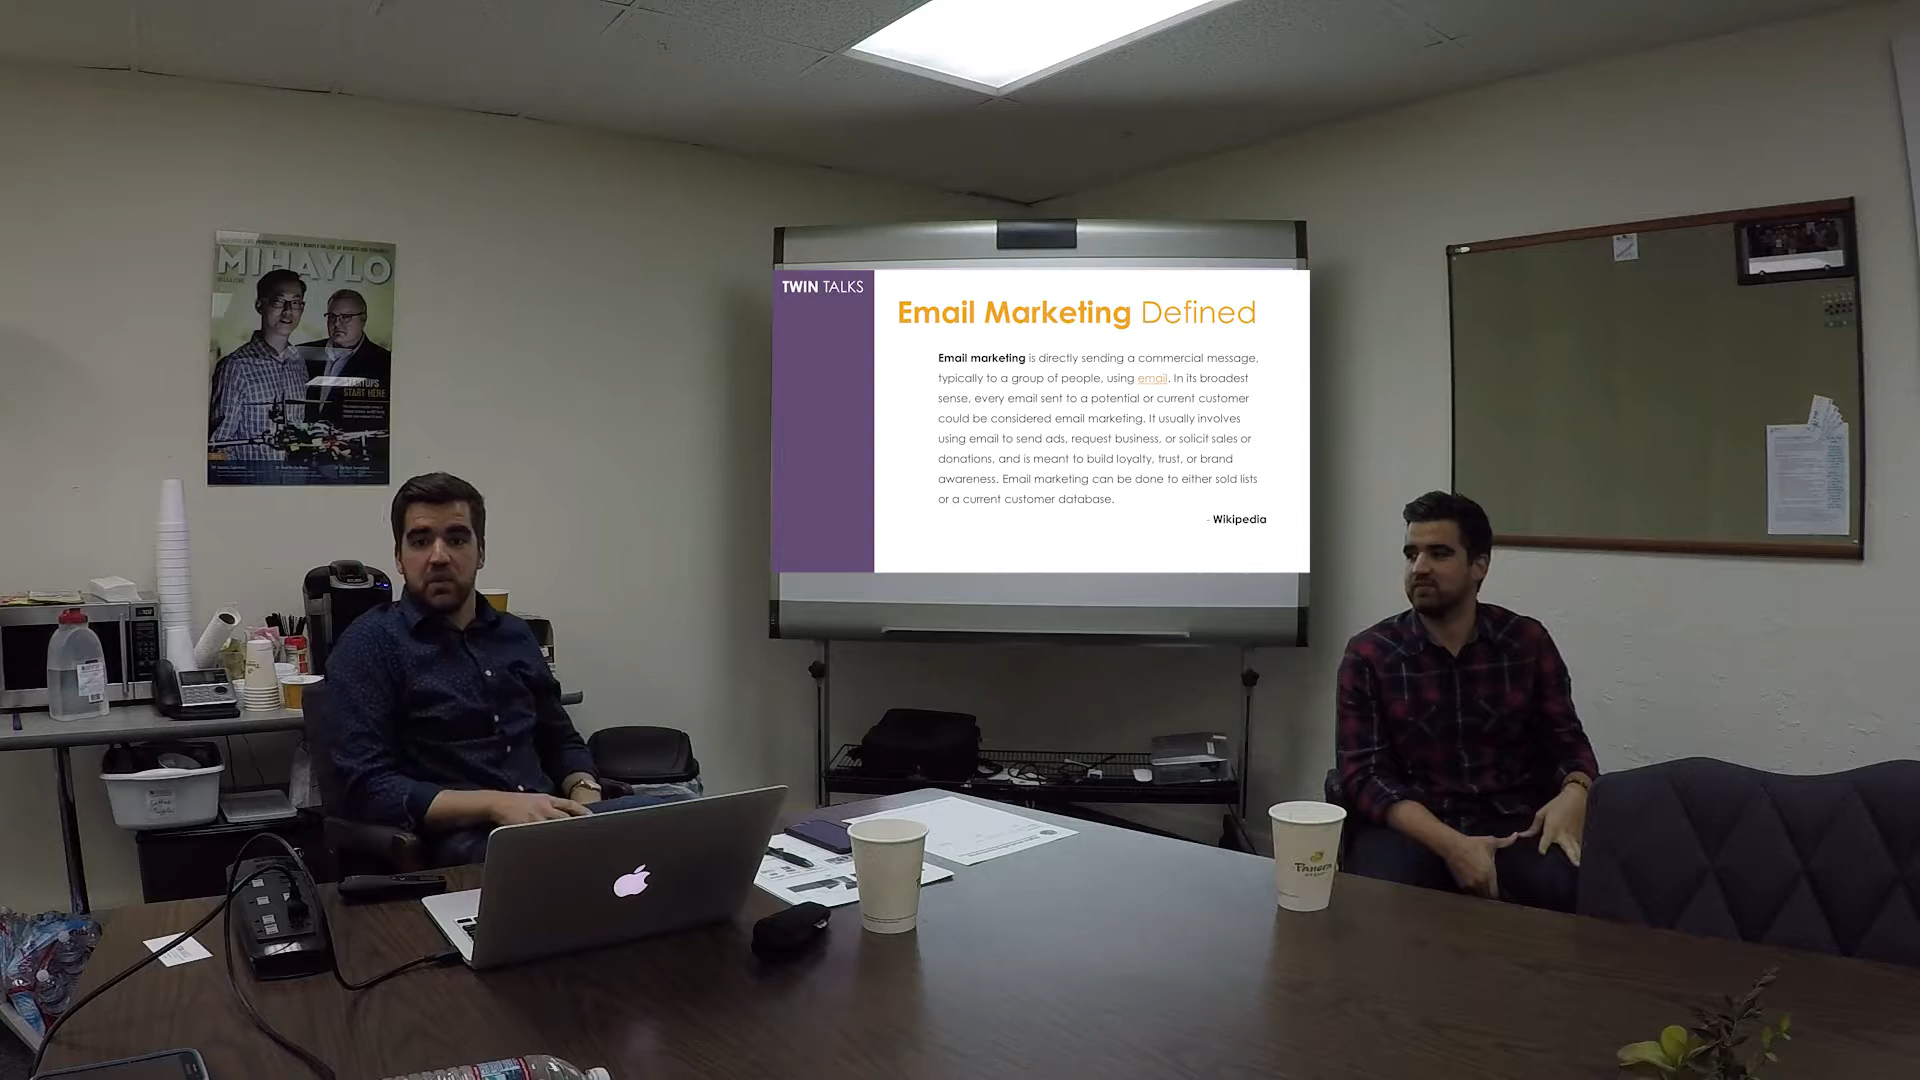 MIHAYLO
STARTUPS
START HERE
TWIN TALKS
Email Marketing Defined
Email marketing is directly sending a commercial message,
typically to a group of people, using email. In its broadest
sense, every email sent to a potential or current customer
could be considered email marketing. It usually involves
using email to send ads, request business, or solicit sales or
donations, and is meant to build loyalty, trust, or brand
awareness. Email marketing can be done to either sold lists
or a current customer database.
- Wikipedia
Panera